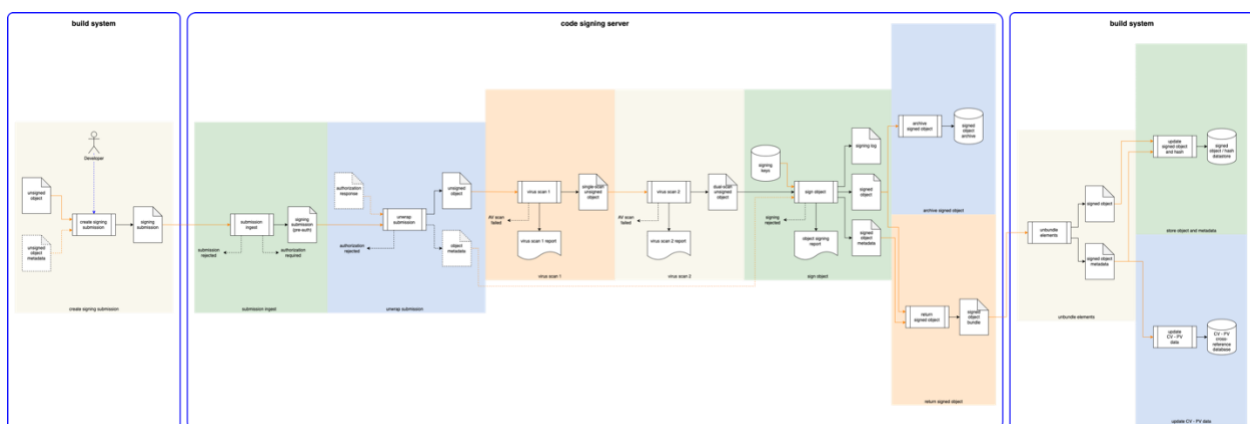 build system
code signing server
build system
Developer
unsigned
object
unsigned
object
metadata
create signing
submission
signing
submission
create signing submission
submission
ingest
signing
submission
(pre-auth)
submission
rejected
authorization
required
submission ingest
authorization
response
unwrap
submission
unsigned
object
object
metadata
authorization
rejected
unwrap submission
virus scan 1
single-scan
unsigned
object
AV scan
failed
virus scan 1 report
virus scan 1
virus scan 2
dual-scan
unsigned
object
AV scan
failed
virus scan 2 report
virus scan 2
signing
keys
sign object
signing log
signed
object
signed
object
metadata
signing
rejected
object signing
report
sign object
archive
signed object
signed
object
archive
archive signed object
return
signed object
signed
object
bundle
return signed object
unbundle
elements
signed object
signed object
metadata
unbundle elements
update
signed object
and hash
signed
object / hash
datastore
store object and metadata
update
CV - PV
data
CV - PV
cross-
reference
database
update CV - PV data